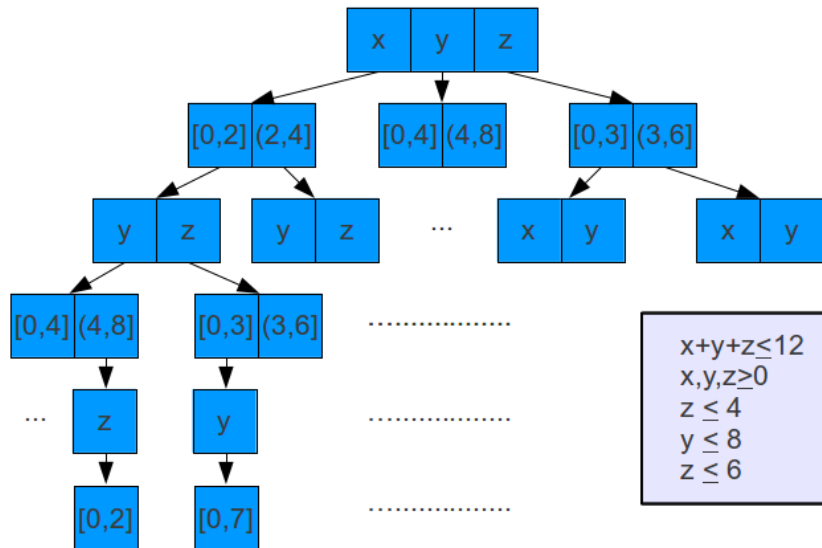 x y z
[0,2] (2,4] [0,4] (4,8] [0,3] (3,6]
y z y z ... x y x y
[0,4] (4,8] [0,3] (3,6] ...................
... z y ...................
[0,2] [0,7] ...................
x+y+z≤12
x,y,z≥0
z ≤ 4
y ≤ 8
z ≤ 6